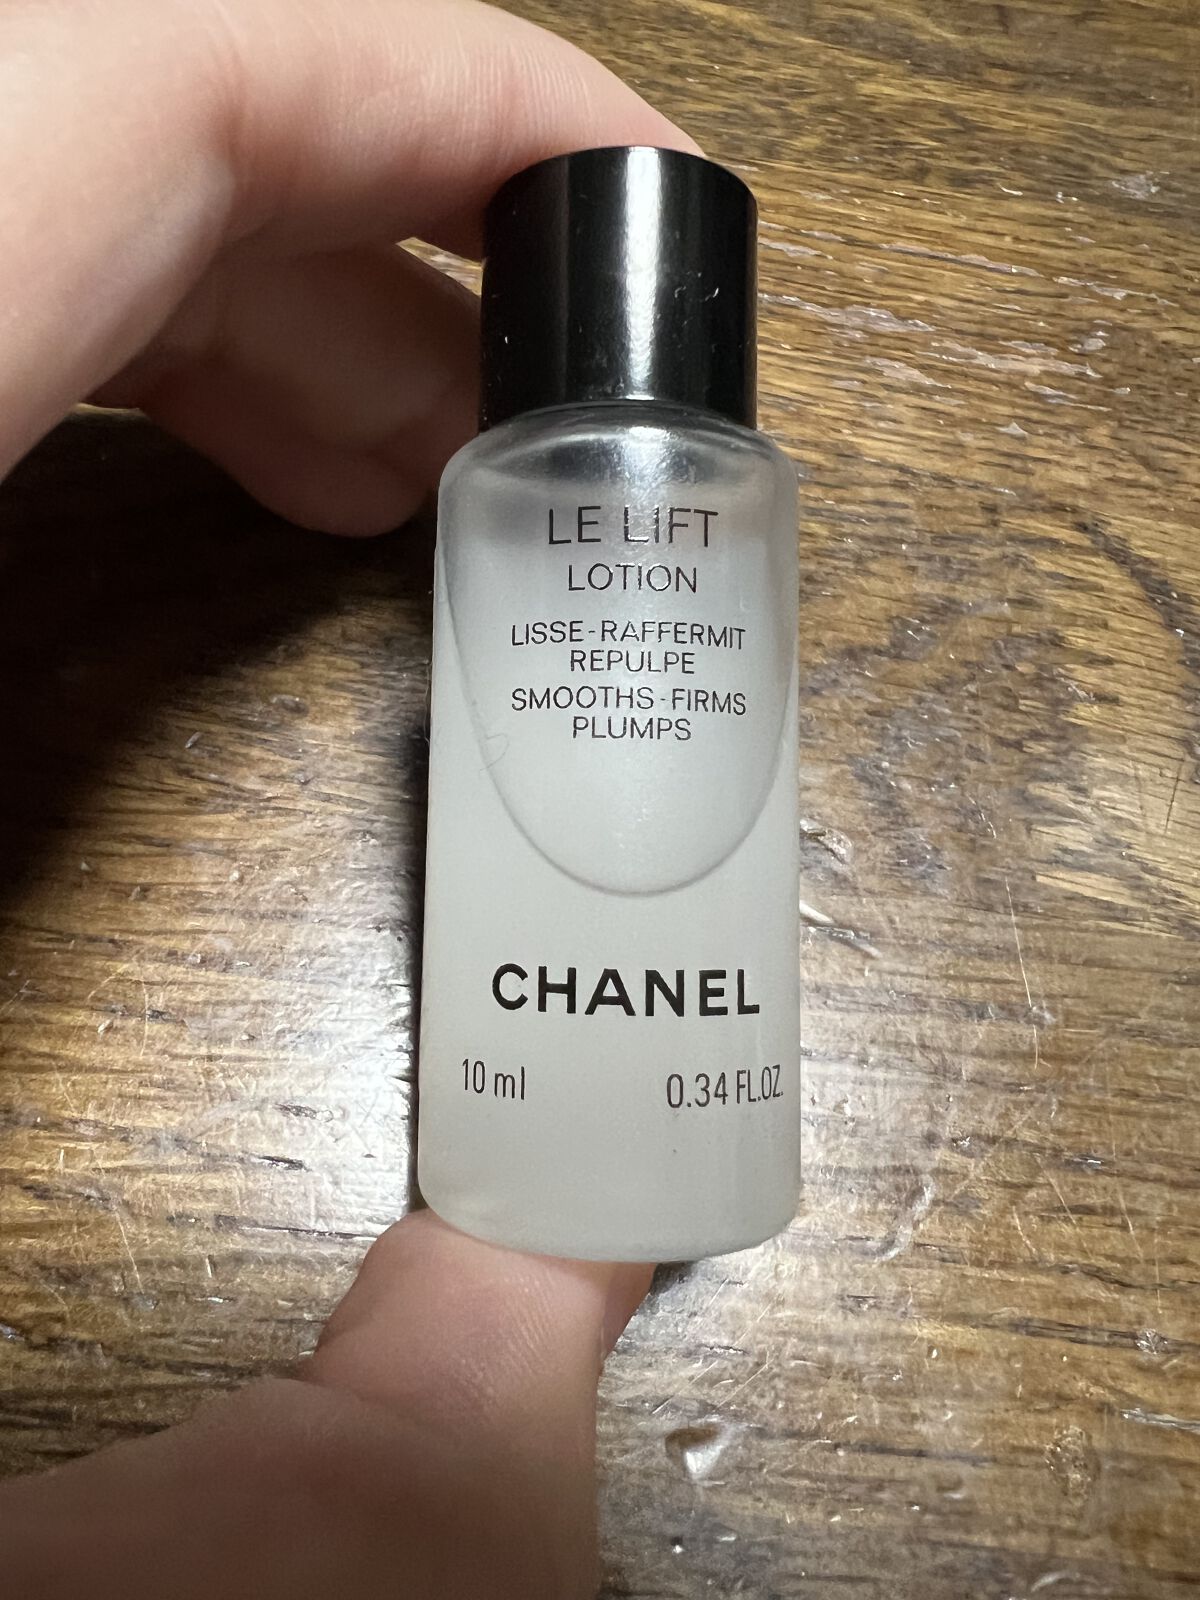 LE LIFT
LOTION
LISSE-RAFFERMIT
REPULPE
SMOOTHS-FIRMS
PLUMPS
CHANEL
10 ml 0.34 FL.OZ.